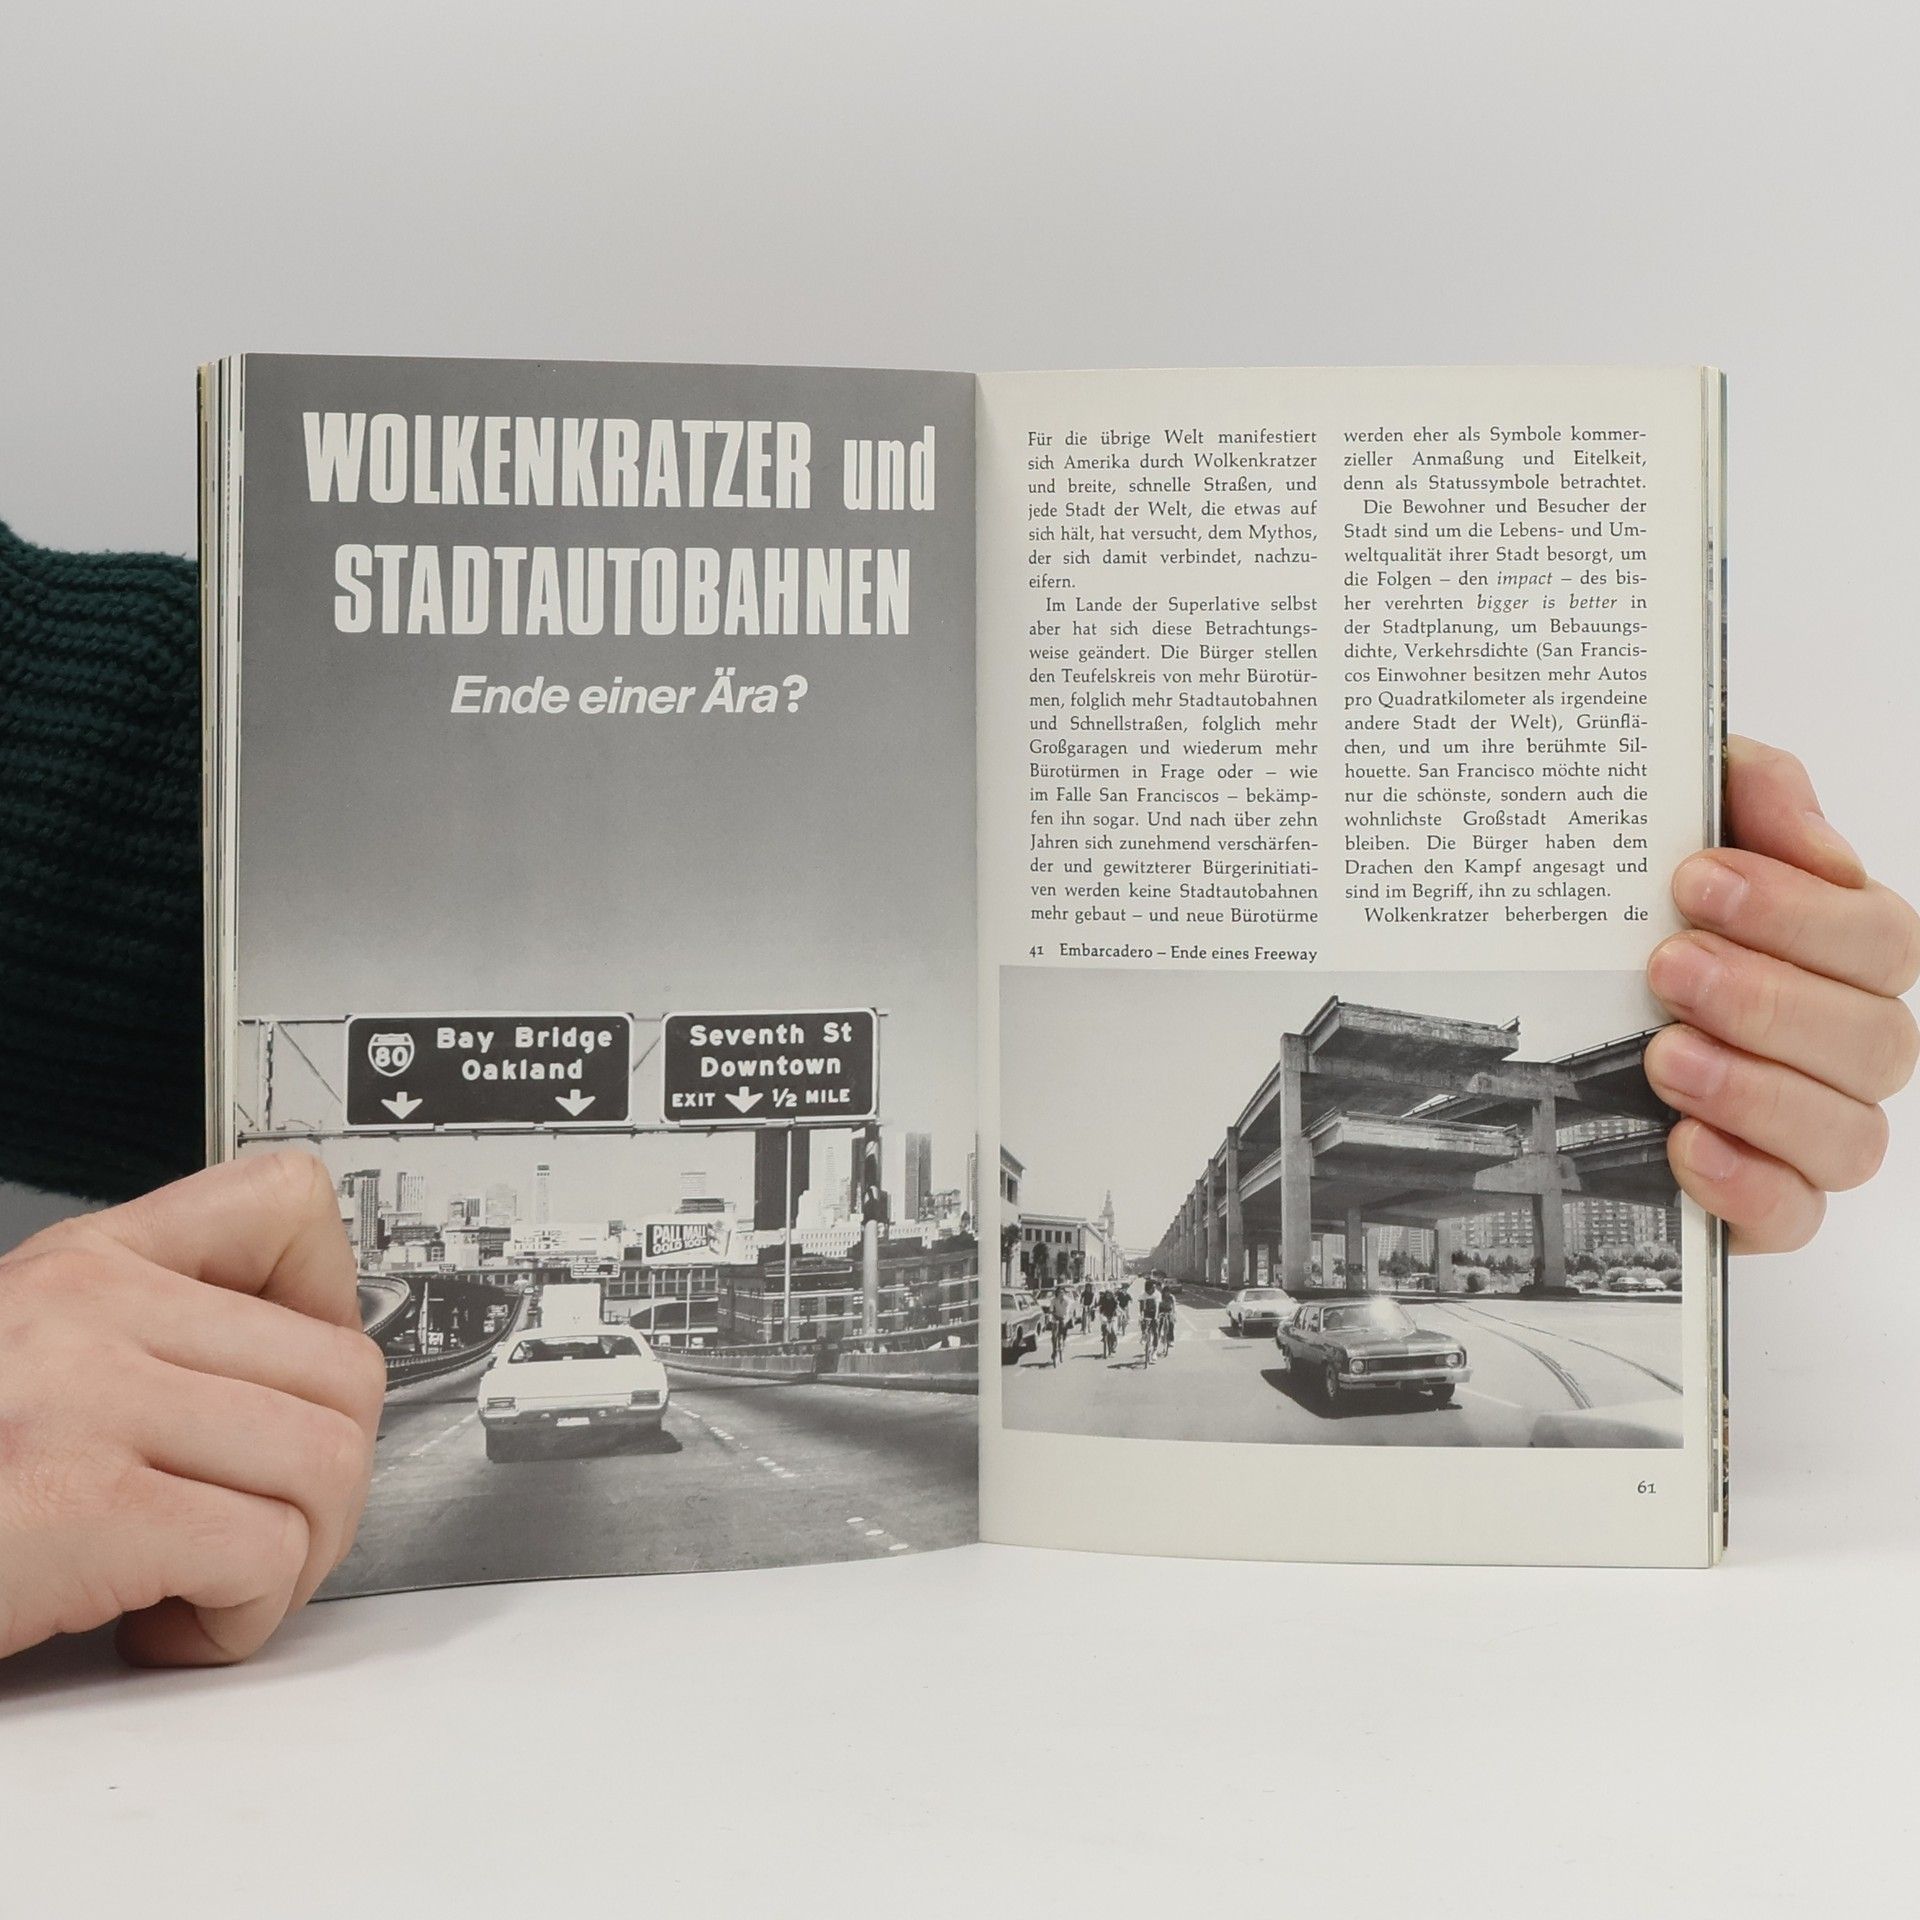 WOLKENKRATZER und
STADTAUTOBAHNEN
Ende einer Ära?
80 Bay Bridge
Oakland
Seventh St
Downtown
EXIT 1/2 MILE
PALL MALL
GOLD 100's
Für die übrige Welt manifestiert
sich Amerika durch Wolkenkratzer
und breite, schnelle Straßen, und
jede Stadt der Welt, die etwas auf
sich hält, hat versucht, dem Mythos,
der sich damit verbindet, nachzu-
eifern.
Im Lande der Superlative selbst
aber hat sich diese Betrachtungs-
weise geändert. Die Bürger stellen
den Teufelskreis von mehr Bürotür-
men, folglich mehr Stadtautobahnen
und Schnellstraßen, folglich mehr
Großgaragen und wiederum mehr
Bürotürmen in Frage oder – wie
im Falle San Franciscos – bekämp-
fen ihn sogar. Und nach über zehn
Jahren sich zunehmend verschärfen-
der und gewitzterer Bürgerinitiati-
ven werden keine Stadtautobahnen
mehr gebaut – und neue Bürotürme
werden eher als Symbole kommer-
zieller Anmaßung und Eitelkeit,
denn als Statussymbole betrachtet.
Die Bewohner und Besucher der
Stadt sind um die Lebens- und Um-
weltqualität ihrer Stadt besorgt, um
die Folgen – den impact – des bis-
her verehrten bigger is better in
der Stadtplanung, um Bebauungs-
dichte, Verkehrsdichte (San Francis-
cos Einwohner besitzen mehr Autos
pro Quadratkilometer als irgendeine
andere Stadt der Welt), Grünflä-
chen, und um ihre berühmte Sil-
houette. San Francisco möchte nicht
nur die schönste, sondern auch die
wohnlichste Großstadt Amerikas
bleiben. Die Bürger haben dem
Drachen den Kampf angesagt und
sind im Begriff, ihn zu schlagen.
Wolkenkratzer beherbergen die
41 Embarcadero – Ende eines Freeway
61